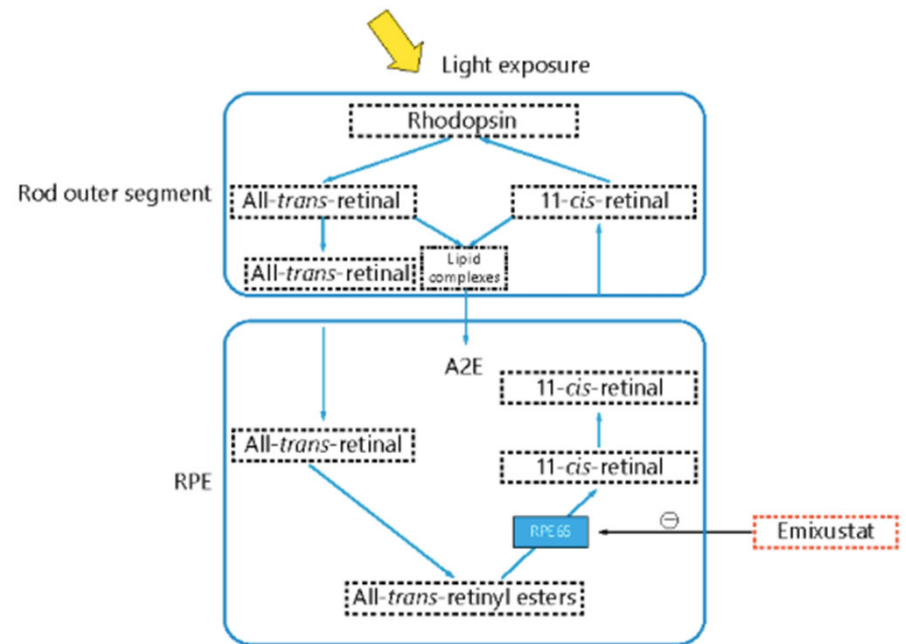 Light exposure
Rhodopsin
Rod outer segment
All-trans-retinal
11-cis-retinal
All-trans-retinal
Lipid
complexes
A2E
11-cis-retinal
All-trans-retinal
11-cis-retinal
RPE
RPE65
⊖
Emixustat
All-trans-retinyl esters